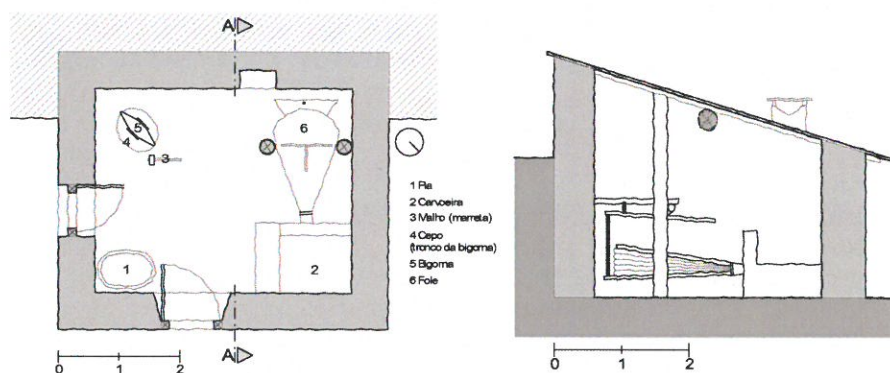 A
5
4
3
6
1
2
A
0 1 2
1 Pia
2 Carvoeira
3 Malho (marreta)
4 Cepo
(tronco da bigorna)
5 Bigorna
6 Fole
0 1 2